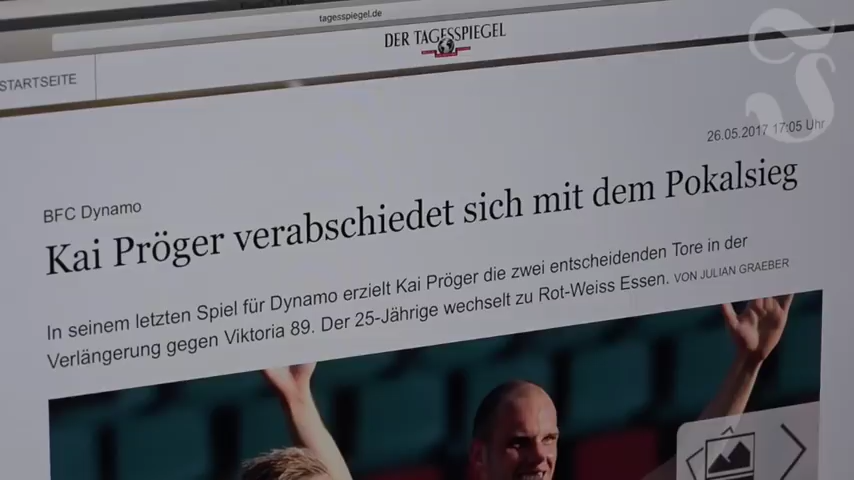 tagesspiegel.de
DER TAGESSPIEGEL
STARTSEITE
26.05.2017 17:05 Uhr
BFC Dynamo
Kai Pröger verabschiedet sich mit dem Pokalsieg
In seinem letzten Spiel für Dynamo erzielt Kai Pröger die zwei entscheidenden Tore in der
Verlängerung gegen Viktoria 89. Der 25-Jährige wechselt zu Rot-Weiss Essen. VON JULIAN GRAEBER